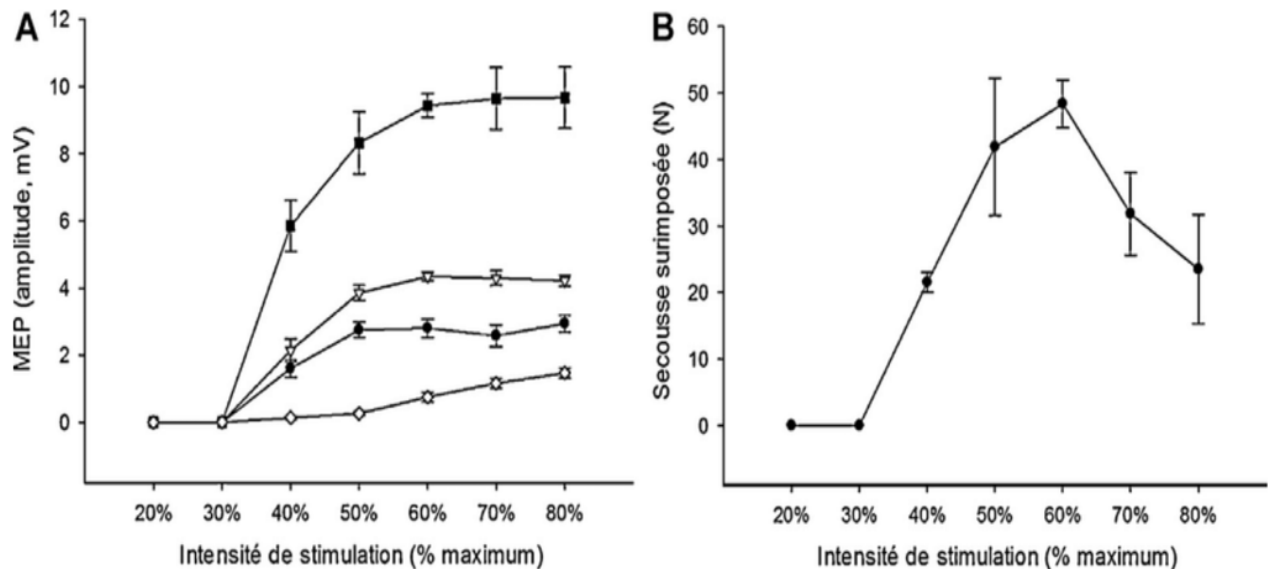 A
MEP (amplitude, mV)
12
10
8
6
4
2
0
20% 30% 40% 50% 60% 70% 80%
Intensité de stimulation (% maximum)
B
Secousse surimposée (N)
60
50
40
30
20
10
0
20% 30% 40% 50% 60% 70% 80%
Intensité de stimulation (% maximum)